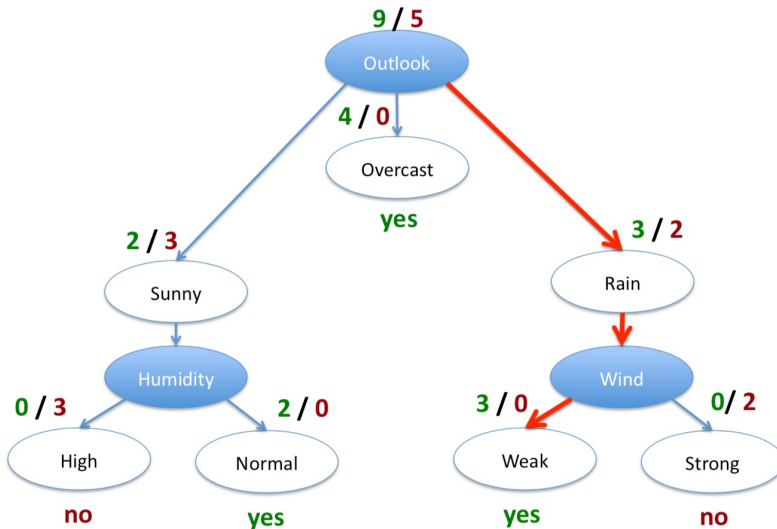 9 / 5
Outlook
4 / 0
Overcast
yes
2 / 3
3 / 2
Sunny
Rain
Humidity
Wind
0 / 3
2 / 0
3 / 0
0/ 2
High
Normal
Weak
Strong
no
yes
yes
no